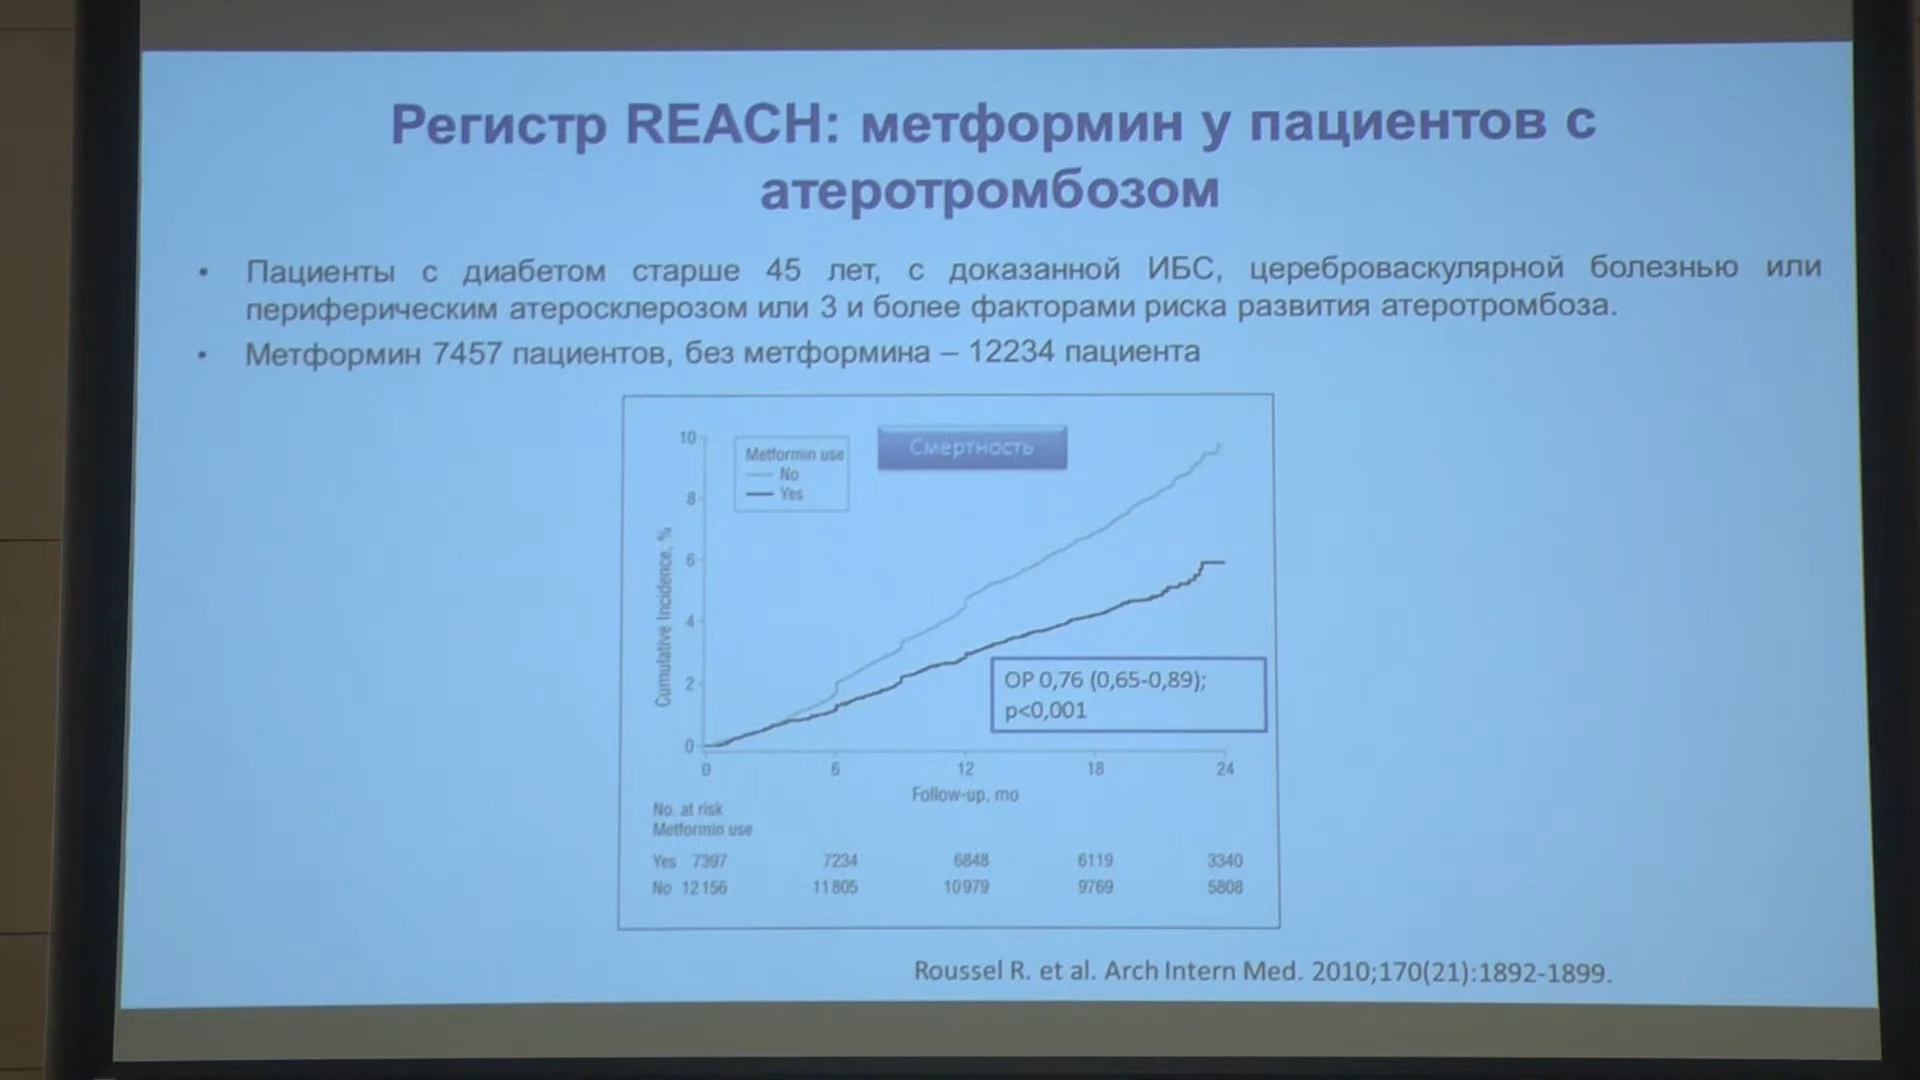 Регистр REACH: метформин у пациентов с
атеротромбозом
• Пациенты с диабетом старше 45 лет, с доказанной ИБС, цереброваскулярной болезнью или
периферическим атеросклерозом или 3 и более факторами риска развития атеротромбоза.
• Метформин 7457 пациентов, без метформина – 12234 пациента
Смертность
Metformin use
No
Yes
10
8
6
4
2
0
Cumulative Incidence, %
ОР 0,76 (0,65-0,89);
p<0,001
0 6 12 18 24
Follow-up, mo
No. at risk
Metformin use
Yes 7397 7234 6848 6119 3340
No 12156 11805 10979 9769 5808
Roussel R. et al. Arch Intern Med. 2010;170(21):1892-1899.